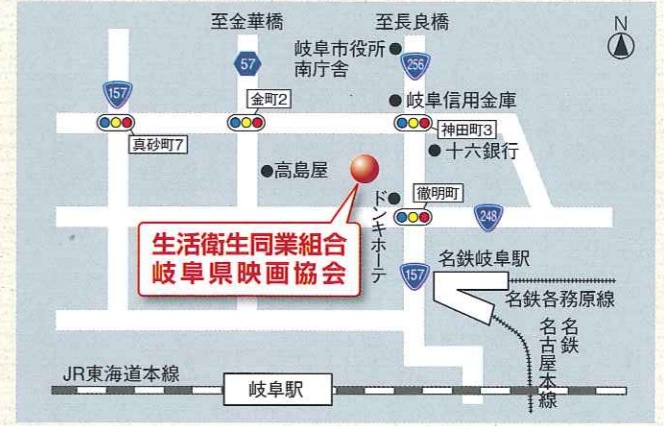 至金華橋
至長良橋
N
岐阜市役所
南庁舎
57
256
157
金町2
岐阜信用金庫
真砂町7
神田町3
十六銀行
高島屋
徹明町
ドンキホーテ
248
生活衛生同業組合
岐阜県映画協会
157
名鉄岐阜駅
名鉄各務原線
名鉄
名古屋本線
JR東海道本線
岐阜駅